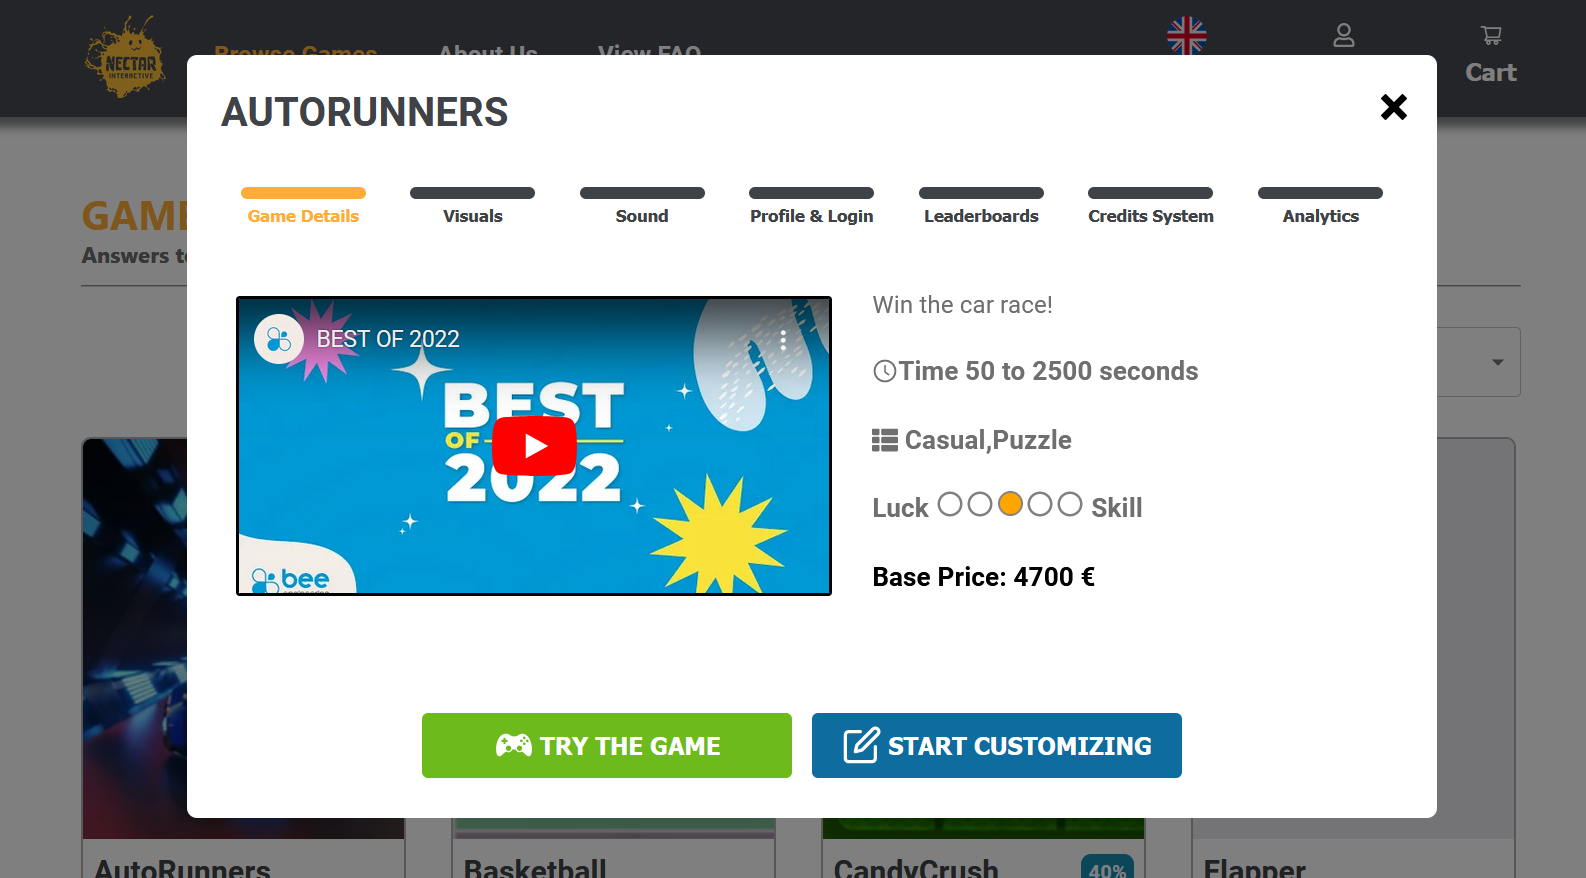 NECTAR
INTERACTIVE
Browse Games
About Us
View FAQ
Cart
AUTORUNNERS
Game Details
Visuals
Sound
Profile & Login
Leaderboards
Credits System
Analytics
GAME
Answers to
BEST OF 2022
BEST
OF
2022
bee
Win the car race!
Time 50 to 2500 seconds
Casual,Puzzle
Luck
Skill
Base Price: 4700 €
TRY THE GAME
START CUSTOMIZING
AutoRunners
Basketball
CandyCrush
40%
Flapper